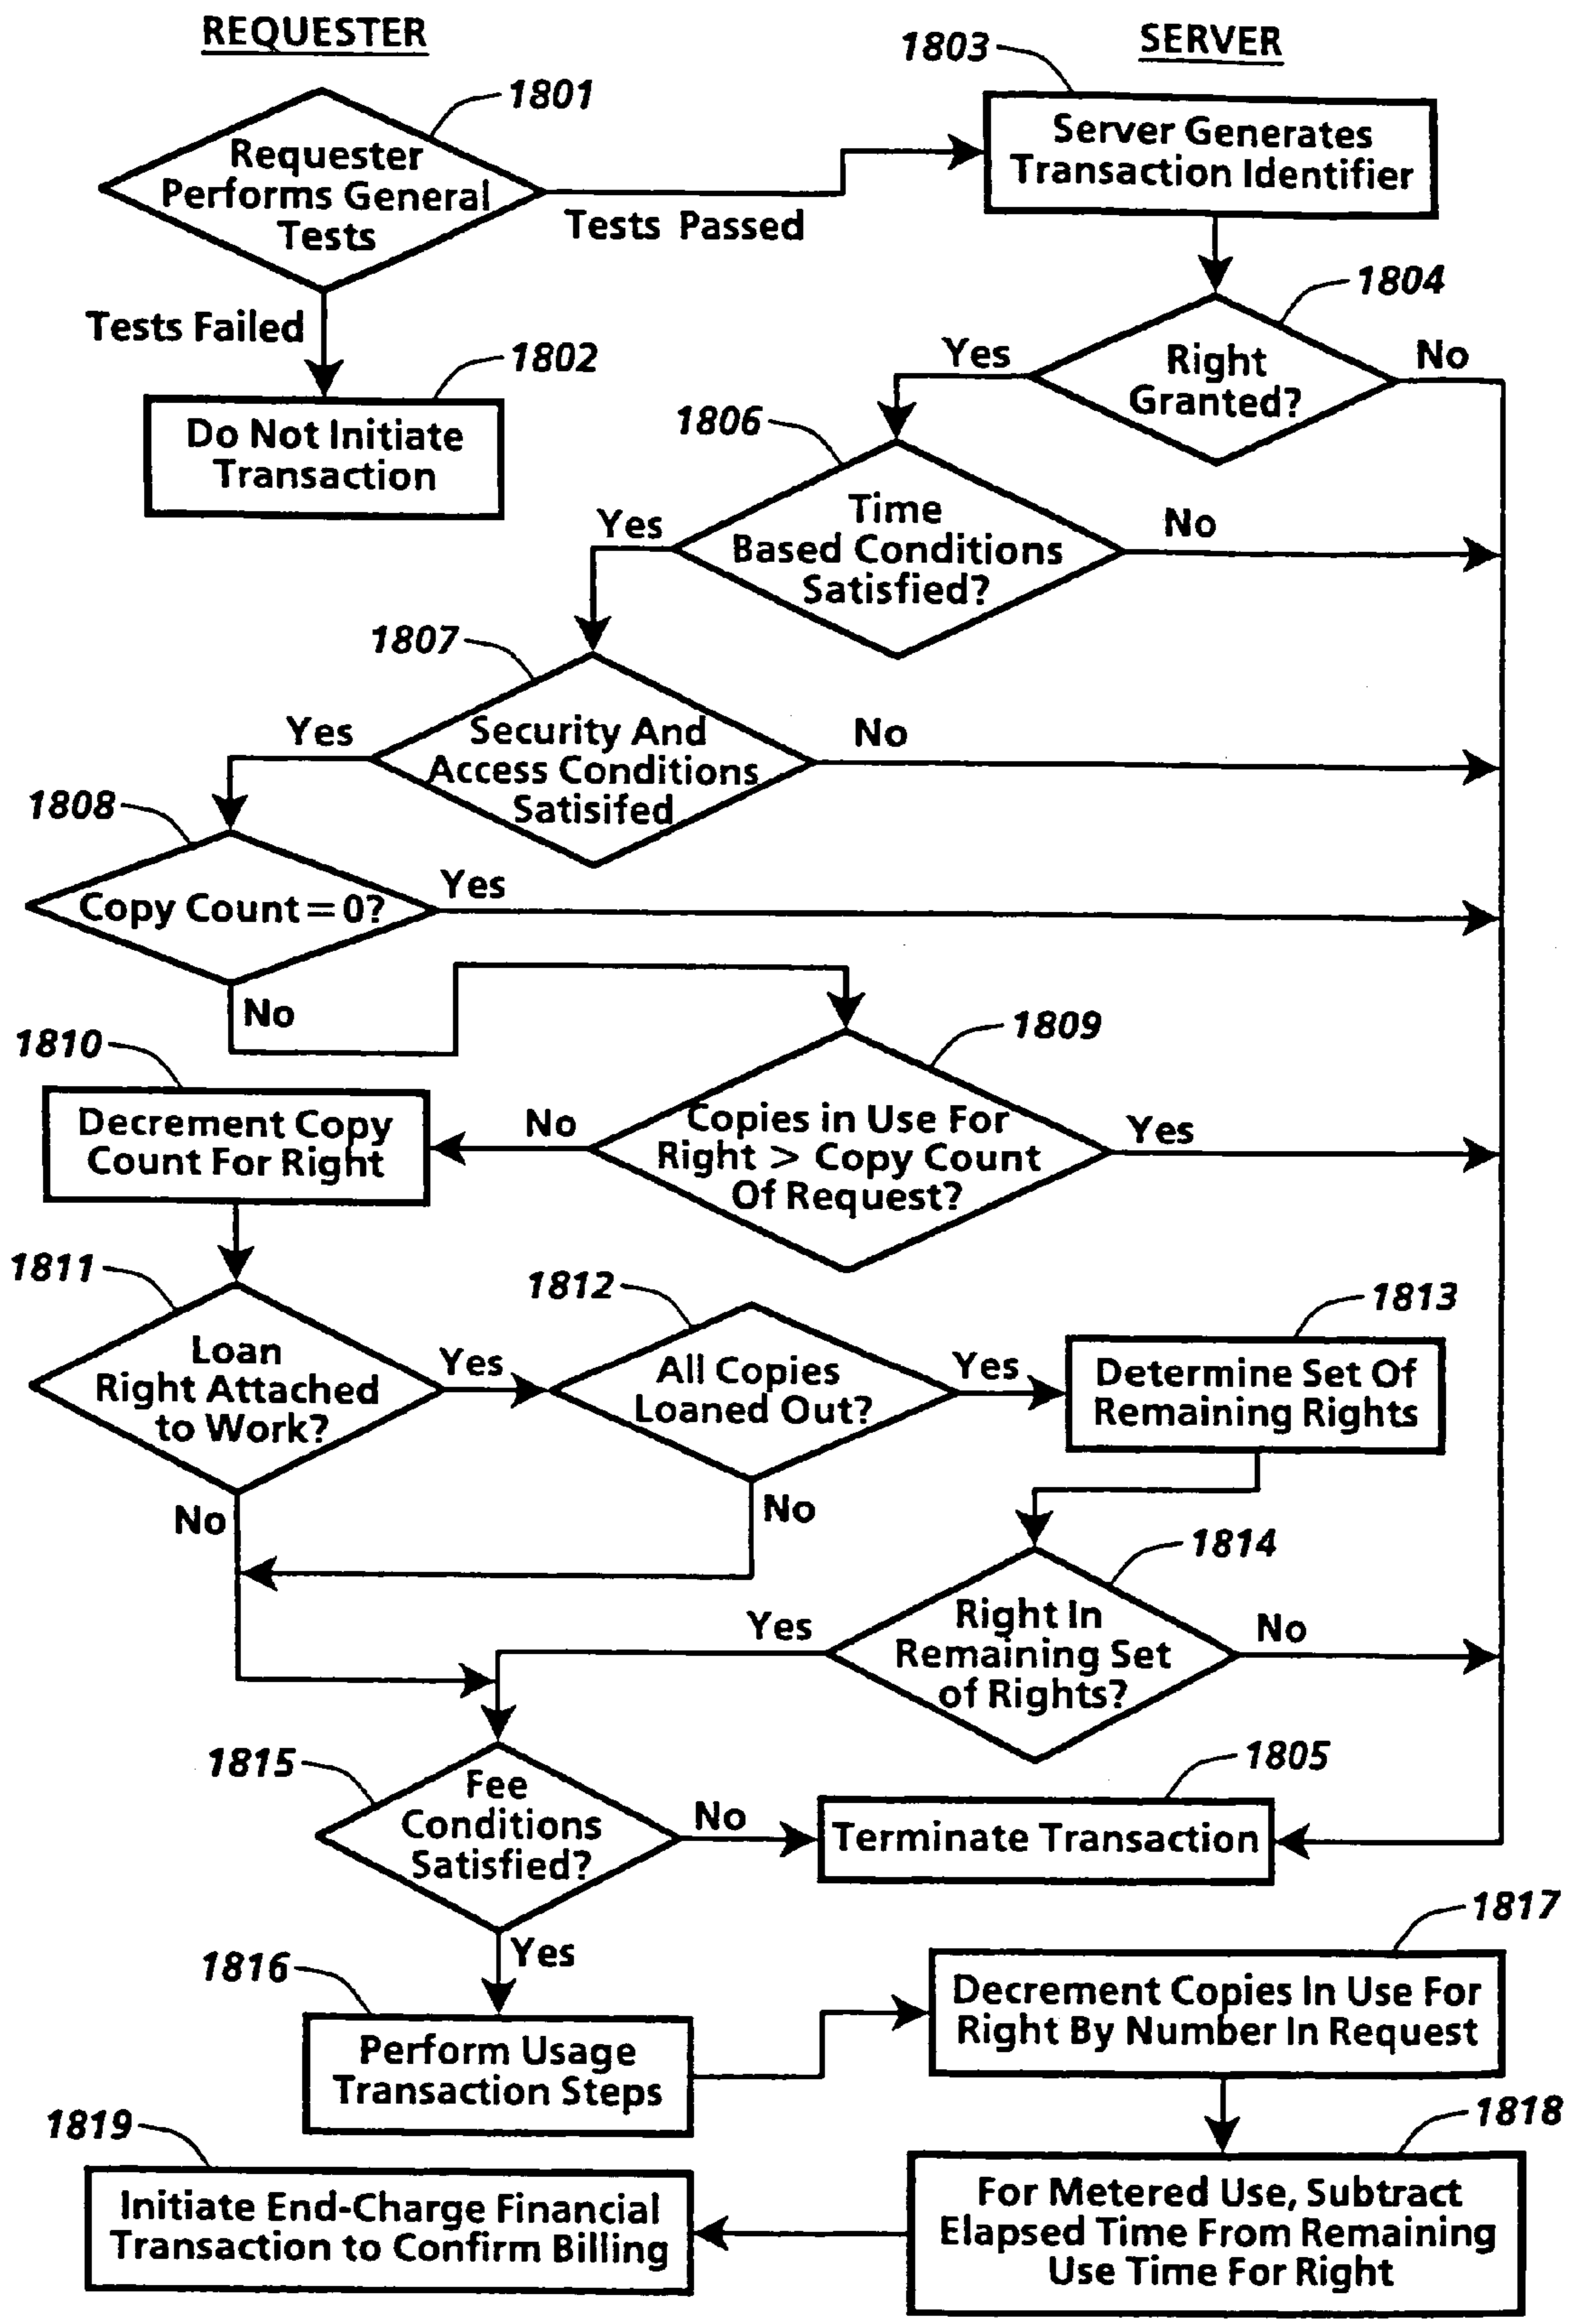 REQUESTER
SERVER
1801
1803
Requester
Performs General
Tests
Tests Passed
Server Generates
Transaction Identifier
Tests Failed
1802
Do Not Initiate
Transaction
1804
Right
Granted?
Yes
No
1806
Time
Based Conditions
Satisfied?
Yes
No
1807
Security And
Access Conditions
Satisifed
Yes
No
1808
Copy Count = 0?
Yes
No
1809
Copies in Use For
Right > Copy Count
Of Request?
No
Yes
1810
Decrement Copy
Count For Right
1811
Loan
Right Attached
to Work?
Yes
No
1812
All Copies
Loaned Out?
Yes
No
1813
Determine Set Of
Remaining Rights
1814
Right In
Remaining Set
of Rights?
Yes
No
1815
Fee
Conditions
Satisfied?
No
Yes
1805
Terminate Transaction
1816
Perform Usage
Transaction Steps
1817
Decrement Copies In Use For
Right By Number In Request
1818
For Metered Use, Subtract
Elapsed Time From Remaining
Use Time For Right
1819
Initiate End-Charge Financial
Transaction to Confirm Billing